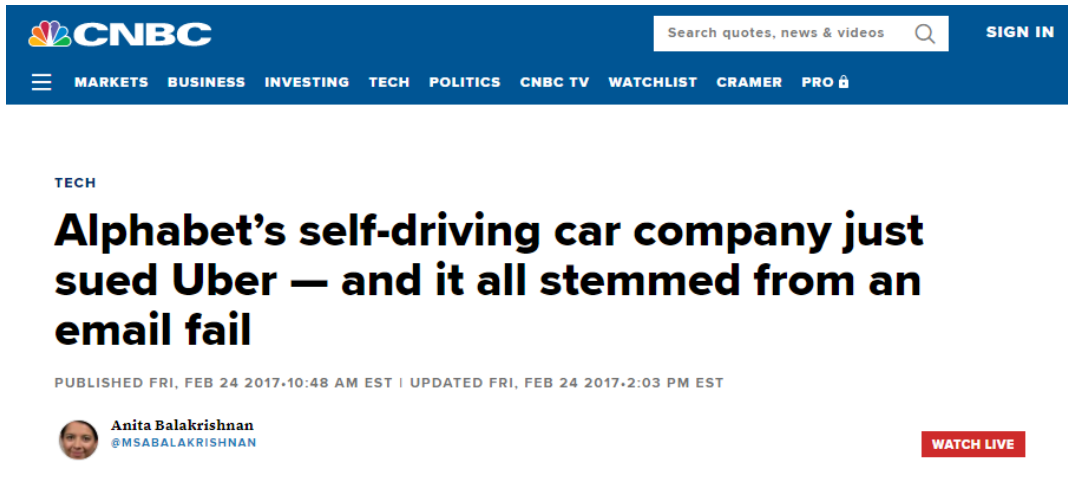 CNBC
Search quotes, news & videos
SIGN IN
MARKETS BUSINESS INVESTING TECH POLITICS CNBC TV WATCHLIST CRAMER PRO
TECH
Alphabet’s self-driving car company just
sued Uber — and it all stemmed from an
email fail
PUBLISHED FRI, FEB 24 2017•10:48 AM EST | UPDATED FRI, FEB 24 2017•2:03 PM EST
Anita Balakrishnan
@MSABALAKRISHNAN
WATCH LIVE